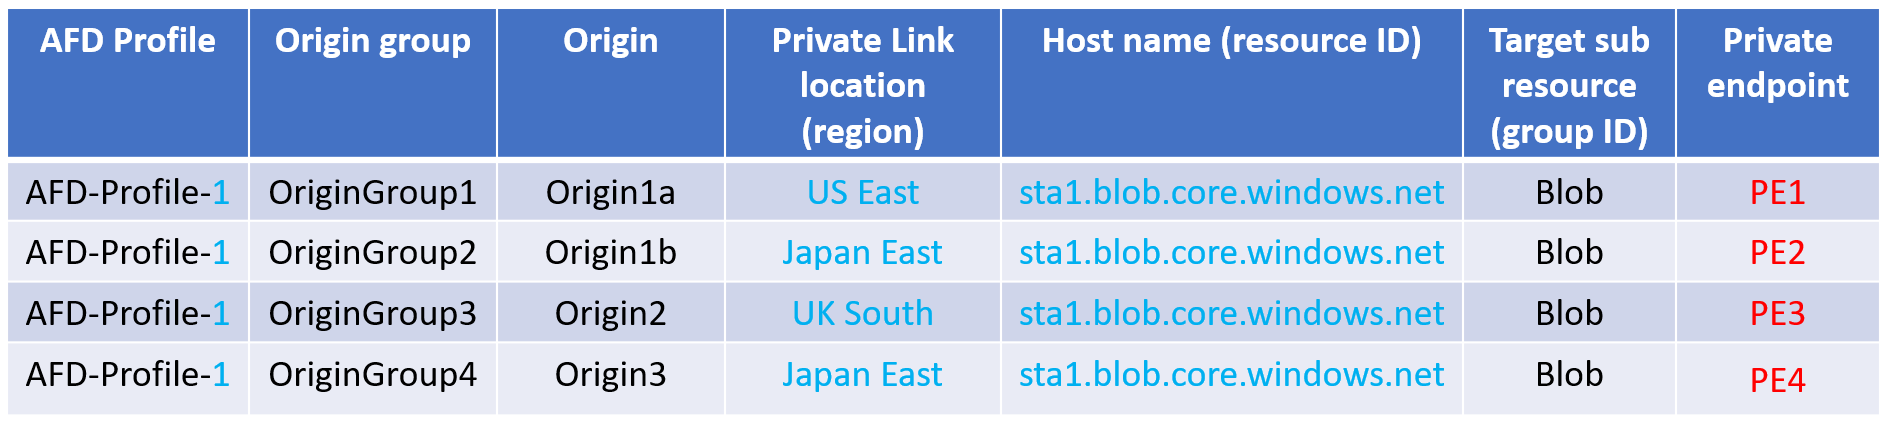 AFD Profile
Origin group
Origin
Private Link
location
(region)
Host name (resource ID)
Target sub
resource
(group ID)
Private
endpoint
AFD-Profile-1 OriginGroup1 Origin1a US East sta1.blob.core.windows.net Blob PE1
AFD-Profile-1 OriginGroup2 Origin1b Japan East sta1.blob.core.windows.net Blob PE2
AFD-Profile-1 OriginGroup3 Origin2 UK South sta1.blob.core.windows.net Blob PE3
AFD-Profile-1 OriginGroup4 Origin3 Japan East sta1.blob.core.windows.net Blob PE4